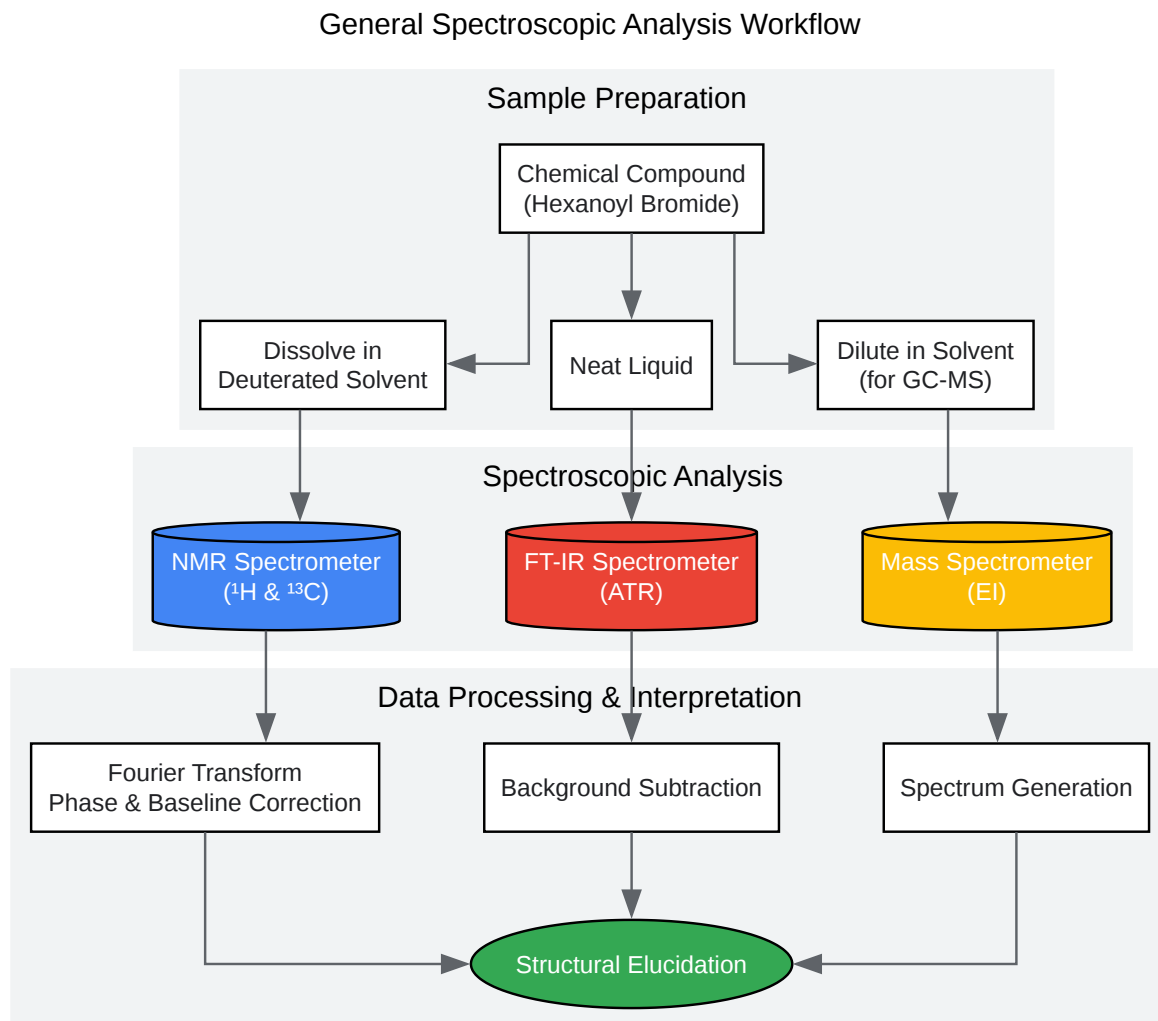 General Spectroscopic Analysis Workflow
Sample Preparation
Chemical Compound
(Hexanoyl Bromide)
Dissolve in
Deuterated Solvent
Neat Liquid
Dilute in Solvent
(for GC-MS)
Spectroscopic Analysis
NMR Spectrometer
(¹H & ¹³C)
FT-IR Spectrometer
(ATR)
Mass Spectrometer
(EI)
Data Processing & Interpretation
Fourier Transform
Phase & Baseline Correction
Background Subtraction
Spectrum Generation
Structural Elucidation